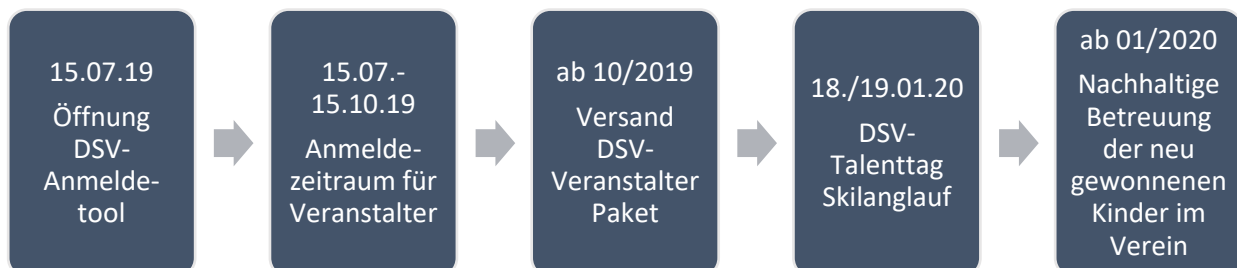 15.07.19
Öffnung
DSV-
Anmelde-
tool
15.07.-
15.10.19
Anmelde-
zeitraum für
Veranstalter
ab 10/2019
Versand
DSV-
Veranstalter
Paket
18./19.01.20
DSV-
Talenttag
Skilanglauf
ab 01/2020
Nachhaltige
Betreuung
der neu
gewonnenen
Kinder im
Verein